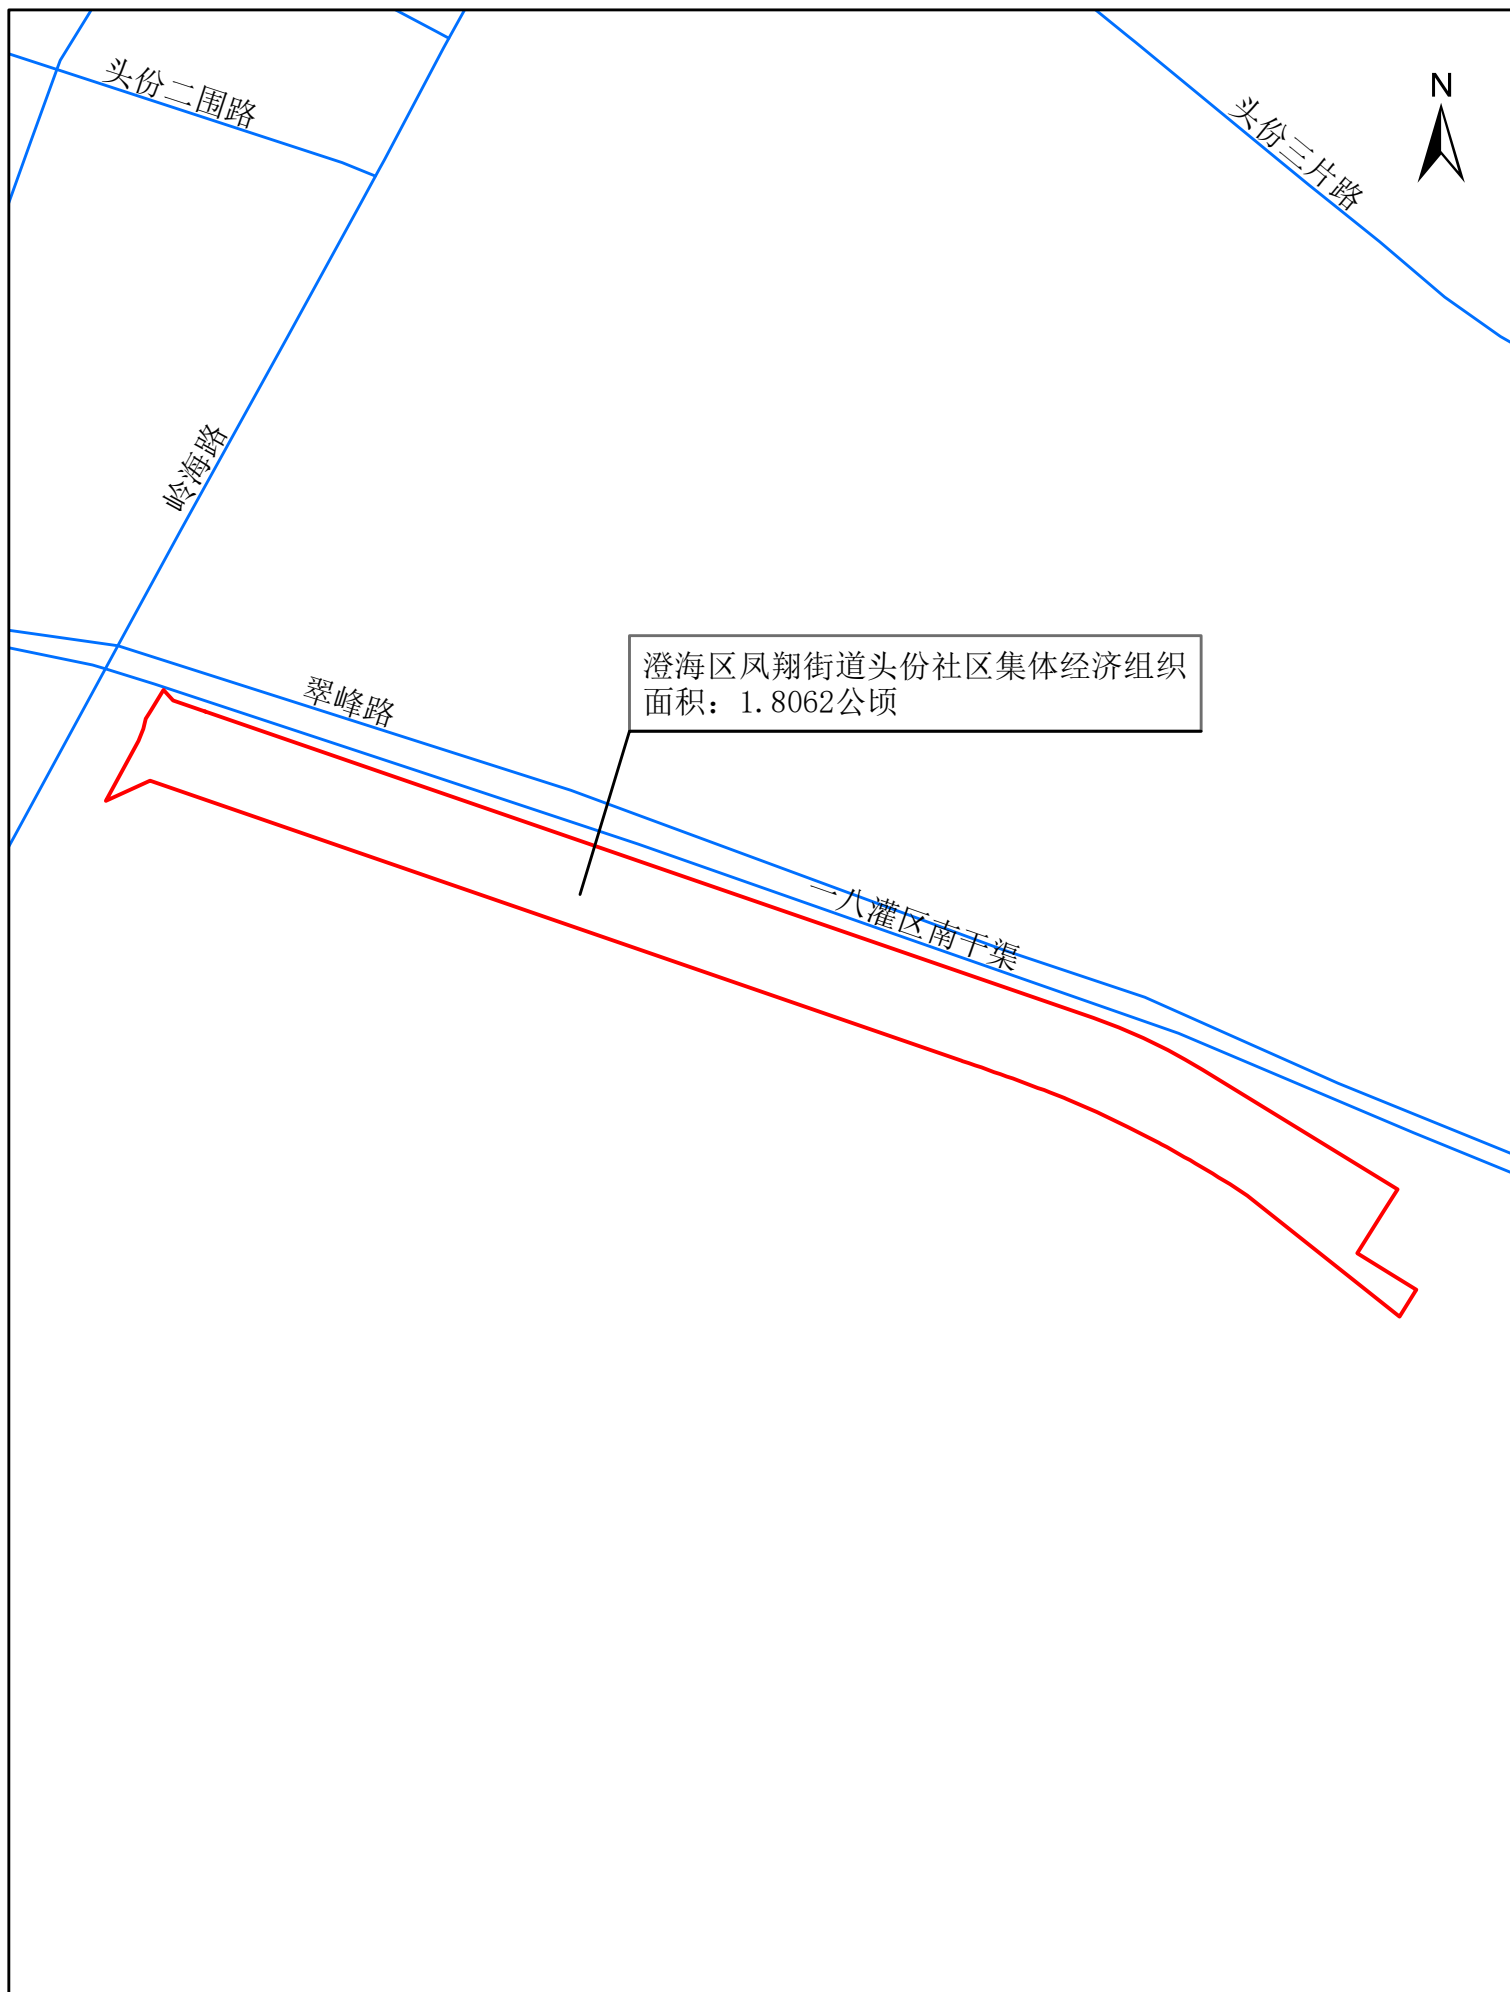 头份二围路
N
头份三片路
岭海路
澄海区凤翔街道头份社区集体经济组织
面积：1.8062公顷
翠峰路
一八灌区南干渠